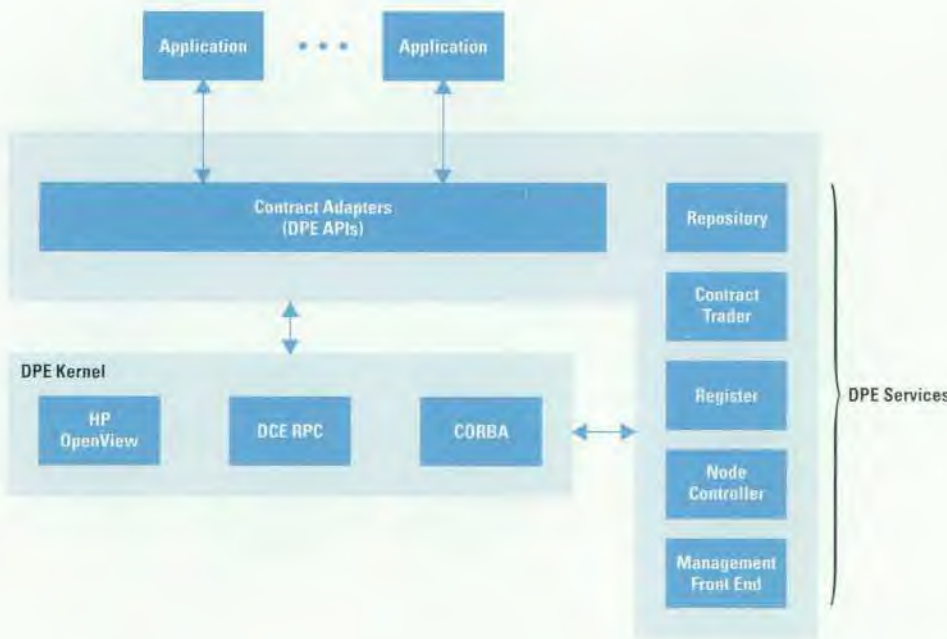 Application
Application
Contract Adapters
(DPE APIs)
Repository
Contract
Trader
Register
Node
Controller
Management
Front End
DPE Services
DPE Kernel
HP
OpenView
DCE RPC
CORBA